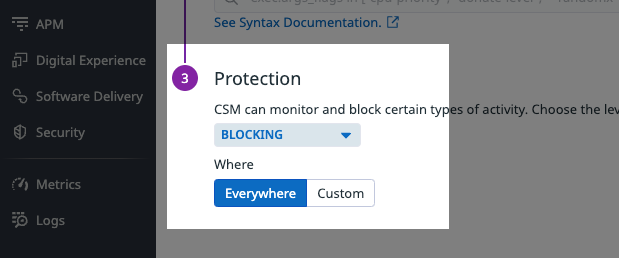 APM
Digital Experience
Software Delivery
Security
Metrics
Logs
See Syntax Documentation.
3
Protection
CSM can monitor and block certain types of activity. Choose the lev
BLOCKING
Where
Everywhere Custom